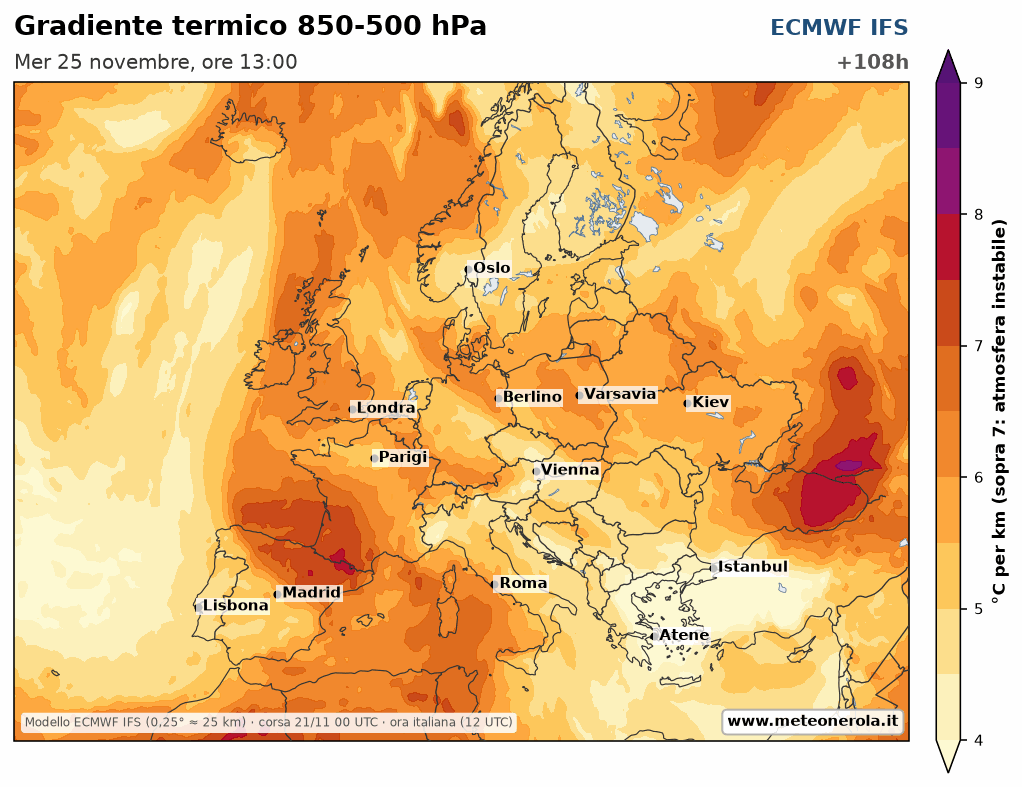 Gradiente termico 850-500 hPa
ECMWF IFS
Mer 25 novembre, ore 13:00
+108h
9
8
7
6
5
4
°C per km (sopra 7: atmosfera instabile)
Oslo
Londra
Berlino
Varsavia
Kiev
Parigi
Vienna
Istanbul
Roma
Madrid
Lisbona
Atene
Modello ECMWF IFS (0,25° ≈ 25 km) · corsa 21/11 00 UTC · ora italiana (12 UTC)
www.meteonerola.it